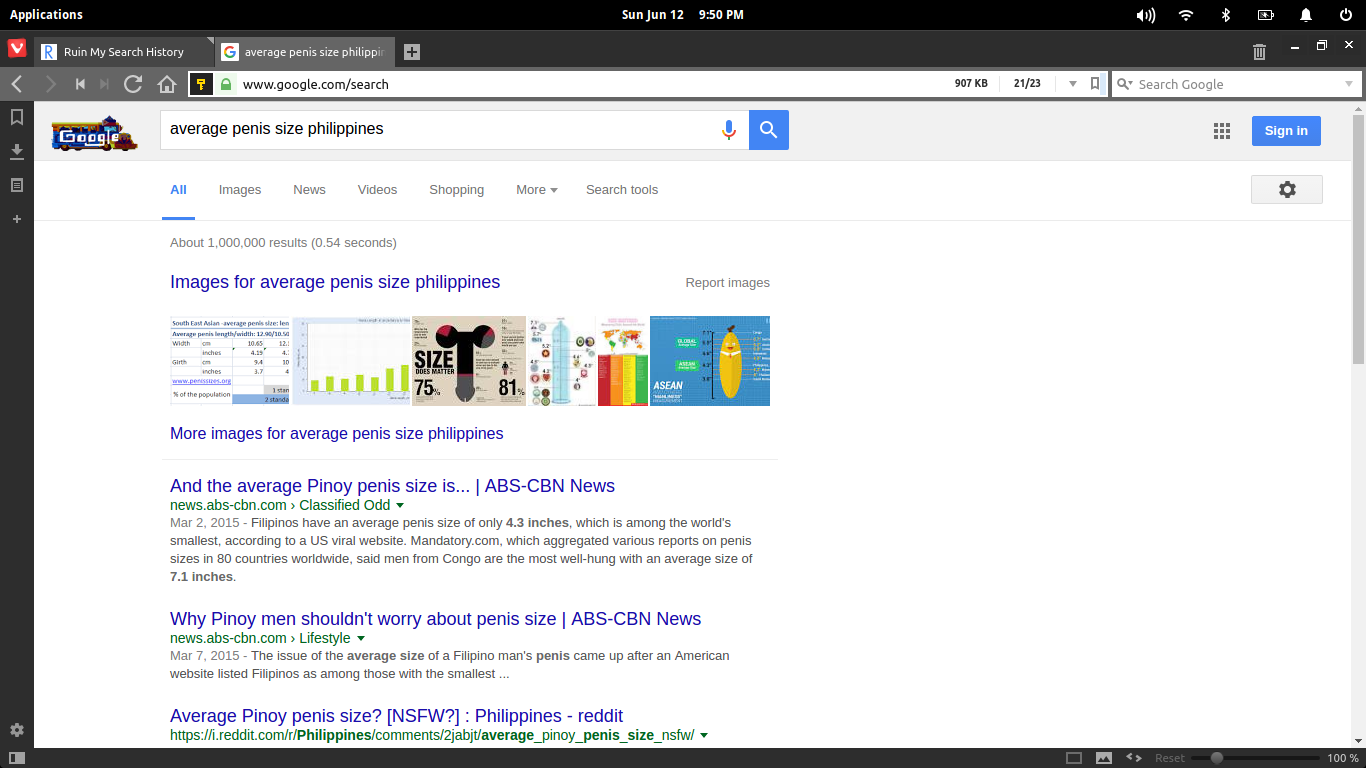 Applications
Sun Jun 12 9:50 PM
Ruin My Search History
average penis size philippin
www.google.com/search
907 KB
21/23
Search Google
Google
average penis size philippines
Sign in
All
Images
News
Videos
Shopping
More
Search tools
About 1,000,000 results (0.54 seconds)
Images for average penis size philippines
Report images
South East Asian -average penis size: len
Average penis length/width: 12.90/10.50
Width cm 10.65 12.
inches 4.19 4.
Girth cm 9.4 10
inches 3.7 4
www.penissizes.org
1 stan
% of the population
2 standa
SIZE
DOES MATTER
75%
81%
GLOBAL
ASEAN
ASEAN
More images for average penis size philippines
And the average Pinoy penis size is... | ABS-CBN News
news.abs-cbn.com › Classified Odd
Mar 2, 2015 - Filipinos have an average penis size of only 4.3 inches, which is among the world's
smallest, according to a US viral website. Mandatory.com, which aggregated various reports on penis
sizes in 80 countries worldwide, said men from Congo are the most well-hung with an average size of
7.1 inches.
Why Pinoy men shouldn't worry about penis size | ABS-CBN News
news.abs-cbn.com › Lifestyle
Mar 7, 2015 - The issue of the average size of a Filipino man's penis came up after an American
website listed Filipinos as among those with the smallest ...
Average Pinoy penis size? [NSFW?] : Philippines - reddit
https://i.reddit.com/r/Philippines/comments/2jabjt/average_pinoy_penis_size_nsfw/
Reset
100 %